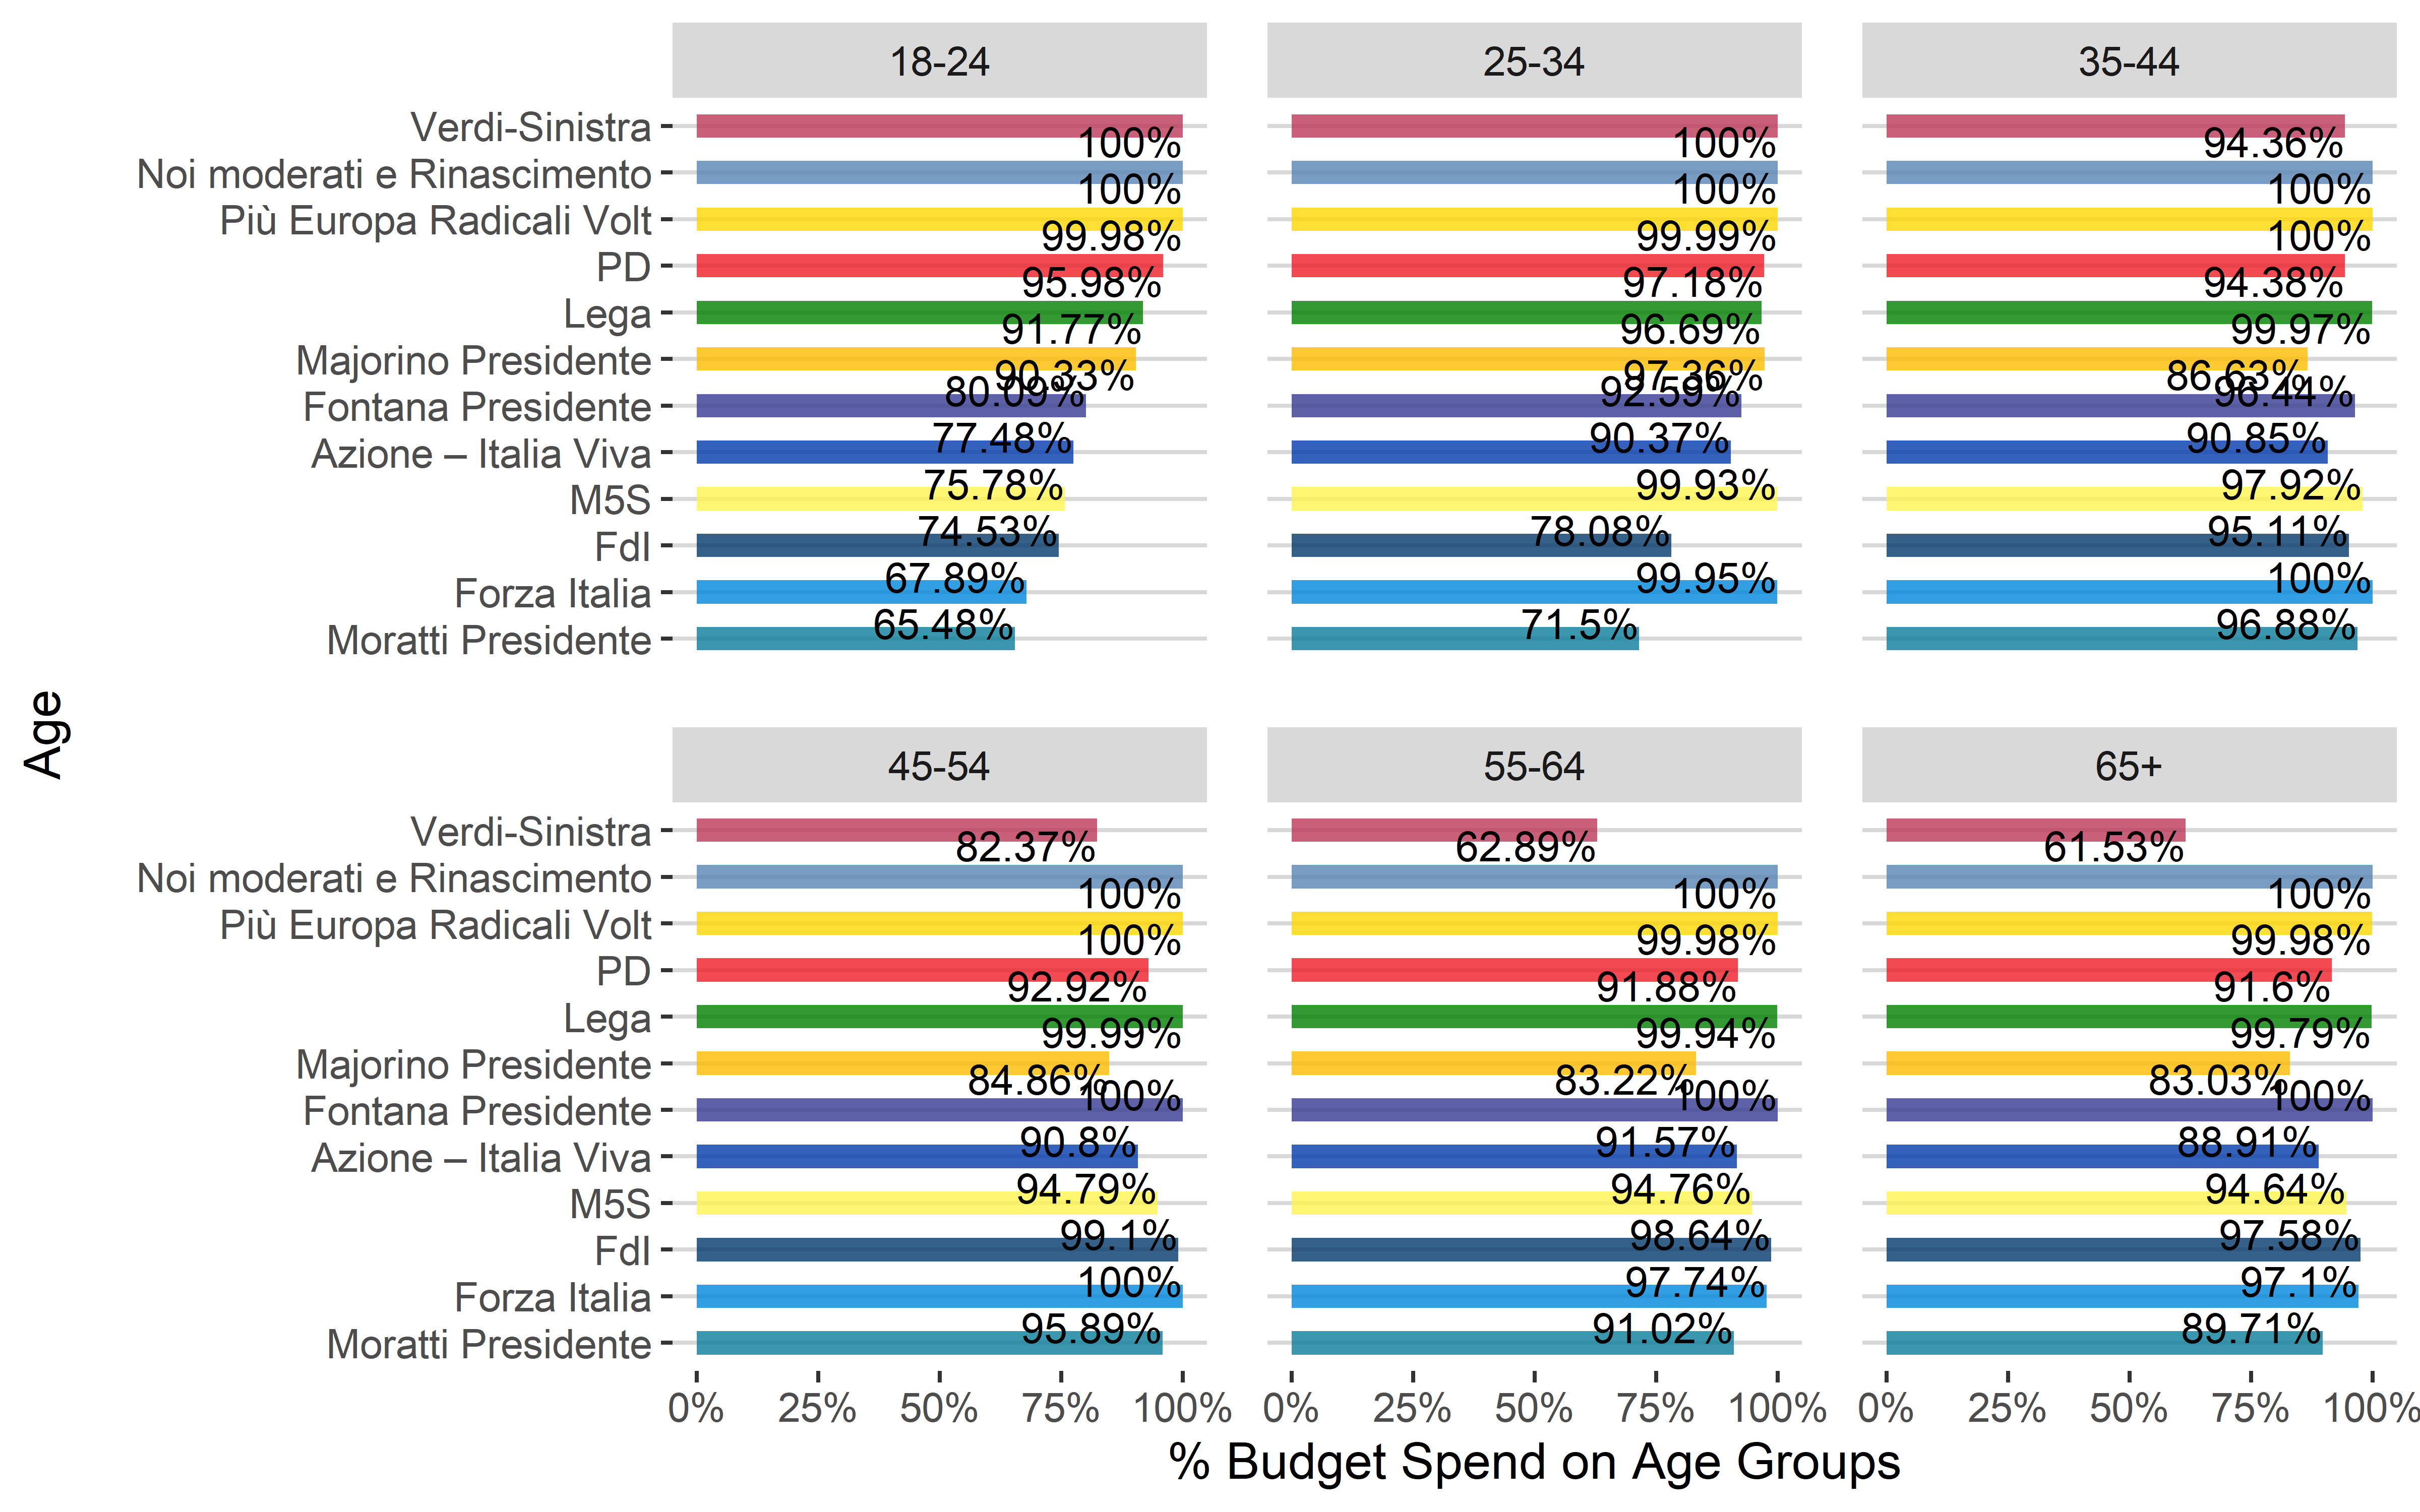 18-24
25-34
35-44
Verdi-Sinistra
100%
100%
94.36%
Noi moderati e Rinascimento
100%
100%
100%
Più Europa Radicali Volt
99.98%
99.99%
100%
PD
95.98%
97.18%
94.38%
Lega
91.77%
96.69%
99.97%
Majorino Presidente
90.33%
97.36%
86.63%
Fontana Presidente
80.09%
92.59%
96.44%
Azione – Italia Viva
77.48%
90.37%
90.85%
M5S
75.78%
99.93%
97.92%
FdI
74.53%
78.08%
95.11%
Forza Italia
67.89%
99.95%
100%
Moratti Presidente
65.48%
71.5%
96.88%
Age
45-54
55-64
65+
Verdi-Sinistra
82.37%
62.89%
61.53%
Noi moderati e Rinascimento
100%
100%
100%
Più Europa Radicali Volt
100%
99.98%
99.98%
PD
92.92%
91.88%
91.6%
Lega
99.99%
99.94%
99.79%
Majorino Presidente
84.86%
83.22%
83.03%
Fontana Presidente
100%
100%
100%
Azione – Italia Viva
90.8%
91.57%
88.91%
M5S
94.79%
94.76%
94.64%
FdI
99.1%
98.64%
97.58%
Forza Italia
100%
97.74%
97.1%
Moratti Presidente
95.89%
91.02%
89.71%
0% 25% 50% 75% 100%
0% 25% 50% 75% 100%
0% 25% 50% 75% 100%
% Budget Spend on Age Groups